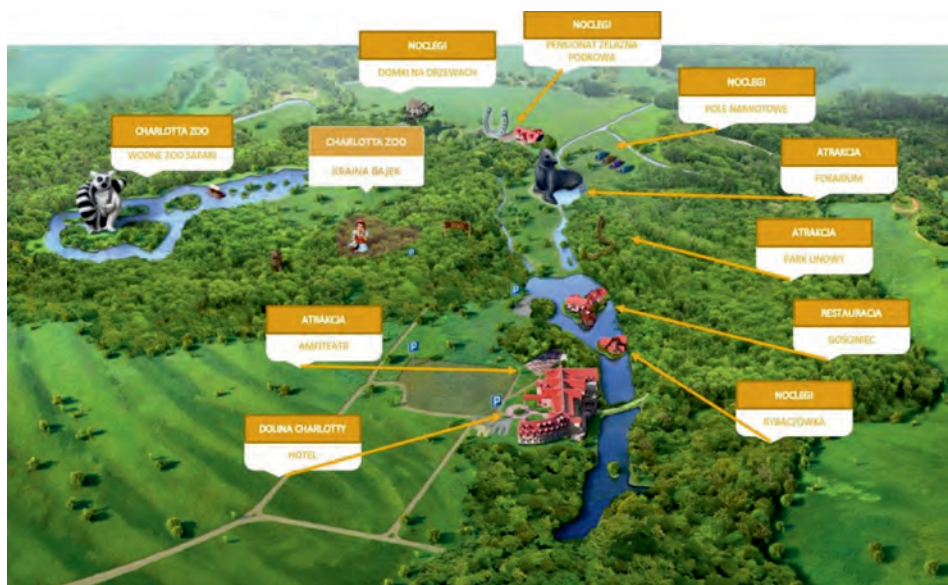 NOCLEGI
PENSJONAT ŻELAZNA
PODKOWA
NOCLEGI
DOMKI NA DRZEWACH
NOCLEGI
POLE NAMIOTOWE
CHARLOTTA ZOO
WODNE ZOO SAFARI
CHARLOTTA ZOO
KRAINA BAJEK
ATRAKCJA
FOKARIUM
ATRAKCJA
PARK LINOWY
P
P
ATRAKCJA
AMFITEATR
P
RESTAURACJA
GOŚCINIEC
NOCLEGI
RYBACZÓWKA
P
DOLINA CHARLOTTY
HOTEL